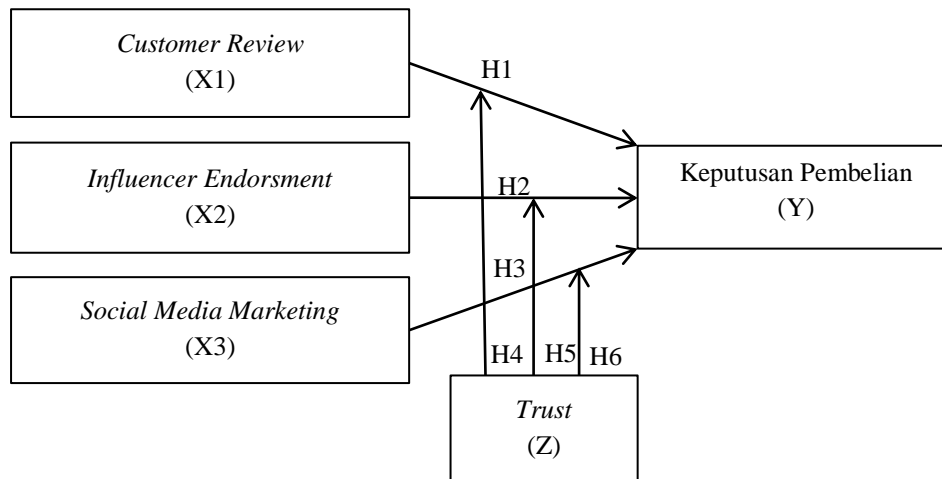 Customer Review
(X1)
H1
Influencer Endorsment
(X2)
H2
Keputusan Pembelian
(Y)
H3
Social Media Marketing
(X3)
H4
H5
H6
Trust
(Z)